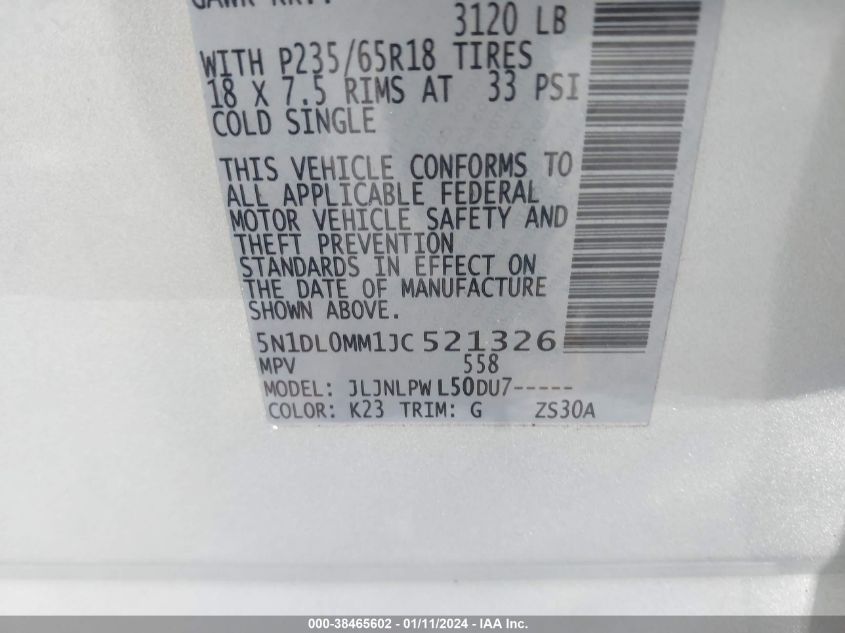 GAWR RR:
3120 LB
WITH P235/65R18 TIRES
18 X 7.5 RIMS AT 33 PSI
COLD SINGLE
THIS VEHICLE CONFORMS TO
ALL APPLICABLE FEDERAL
MOTOR VEHICLE SAFETY AND
THEFT PREVENTION
STANDARDS IN EFFECT ON
THE DATE OF MANUFACTURE
SHOWN ABOVE.
5N1DL0MM1JC521326
MPV 558
MODEL: JLJNLPWL50DU7-----
COLOR: K23 TRIM: G ZS30A
000-38465602 - 01/11/2024 - IAA Inc.